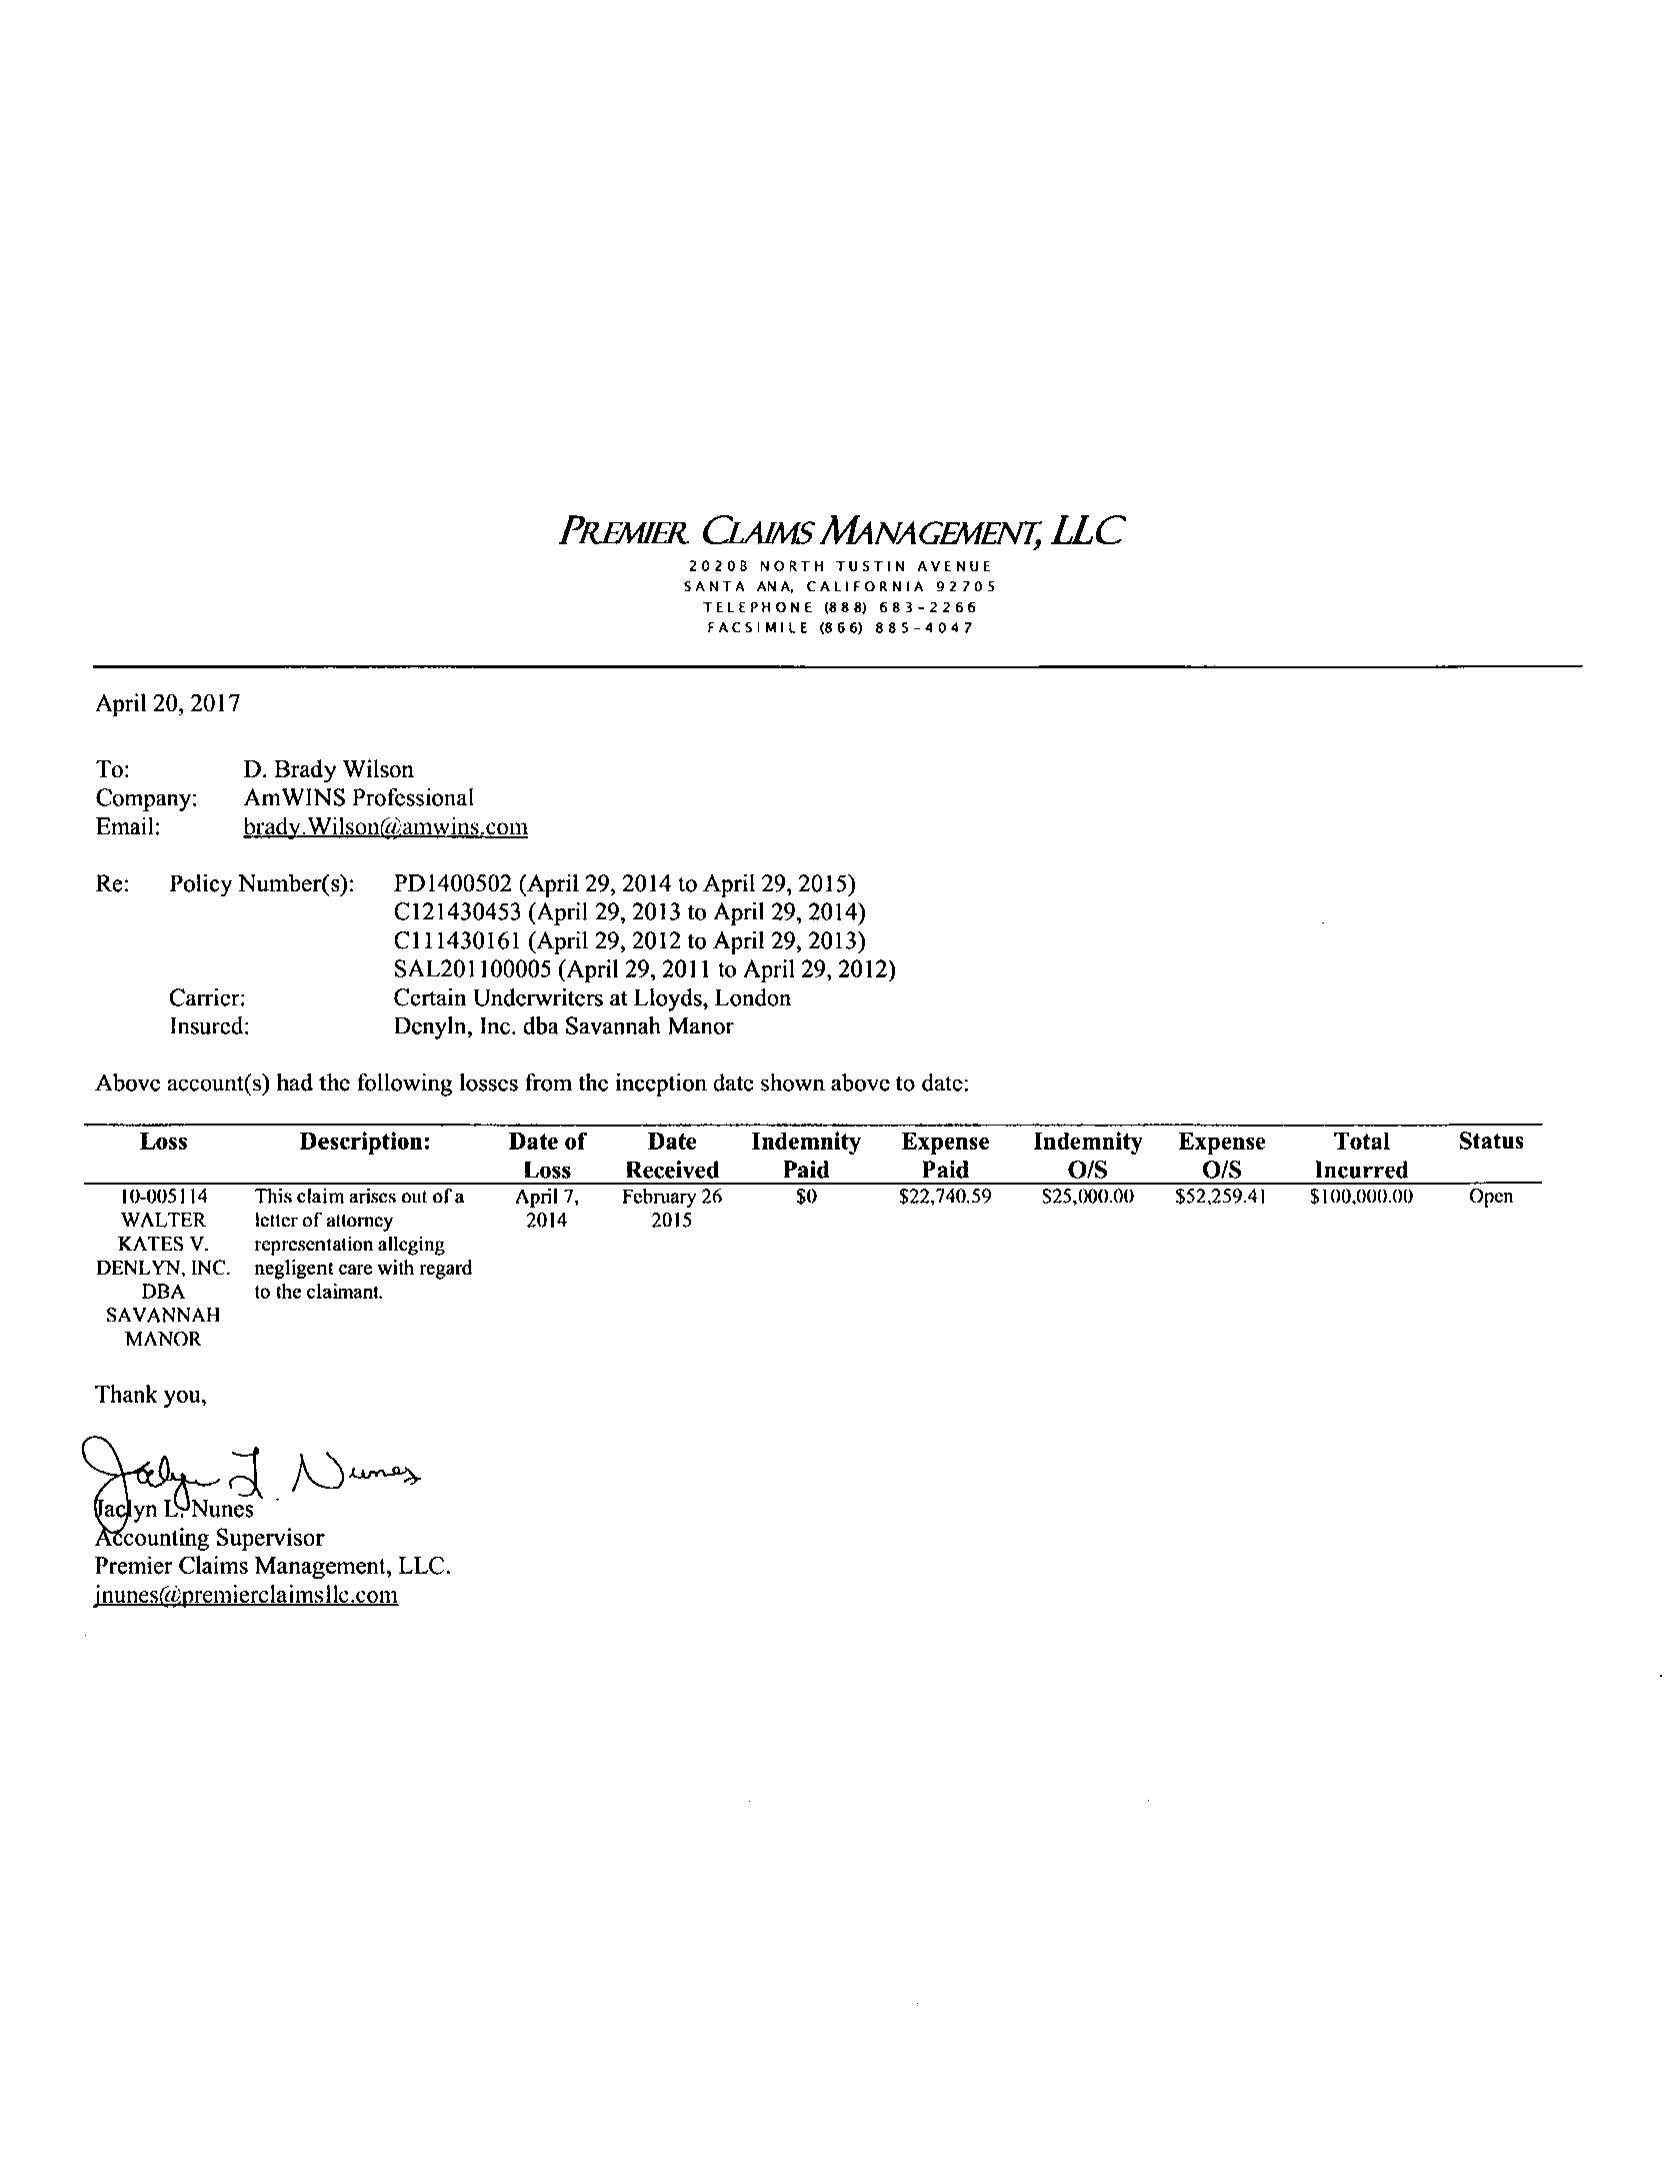 PREMIER CLAIMS MANAGEMENT, LLC
2020B NORTH TUSTIN AVENUE
SANTA ANA, CALIFORNIA 92705
TELEPHONE (888) 683-2266
FACSIMILE (866) 885-4047
April 20, 2017
To: D. Brady Wilson
Company: AmWINS Professional
Email: brady.Wilson@amwins.com
Re: Policy Number(s): PD1400502 (April 29, 2014 to April 29, 2015)
C121430453 (April 29, 2013 to April 29, 2014)
C111430161 (April 29, 2012 to April 29, 2013)
SAL201100005 (April 29, 2011 to April 29, 2012)
Carrier: Certain Underwriters at Lloyds, London
Insured: Denyln, Inc. dba Savannah Manor
Above account(s) had the following losses from the inception date shown above to date:
Loss Description: Date of Date Indemnity Expense Indemnity Expense Total Status
Loss Received Paid Paid O/S O/S Incurred
10-005114 This claim arises out of a April 7, February 26 $0 $22,740.59 $25,000.00 $52,259.41 $100,000.00 Open
WALTER letter of attorney 2014 2015
KATES V. representation alleging
DENLYN, INC. negligent care with regard
DBA to the claimant.
SAVANNAH
MANOR
Thank you,
Jaclyn L Nunes
Jaclyn L. Nunes
Accounting Supervisor
Premier Claims Management, LLC.
jnunes@premierclaimsllc.com